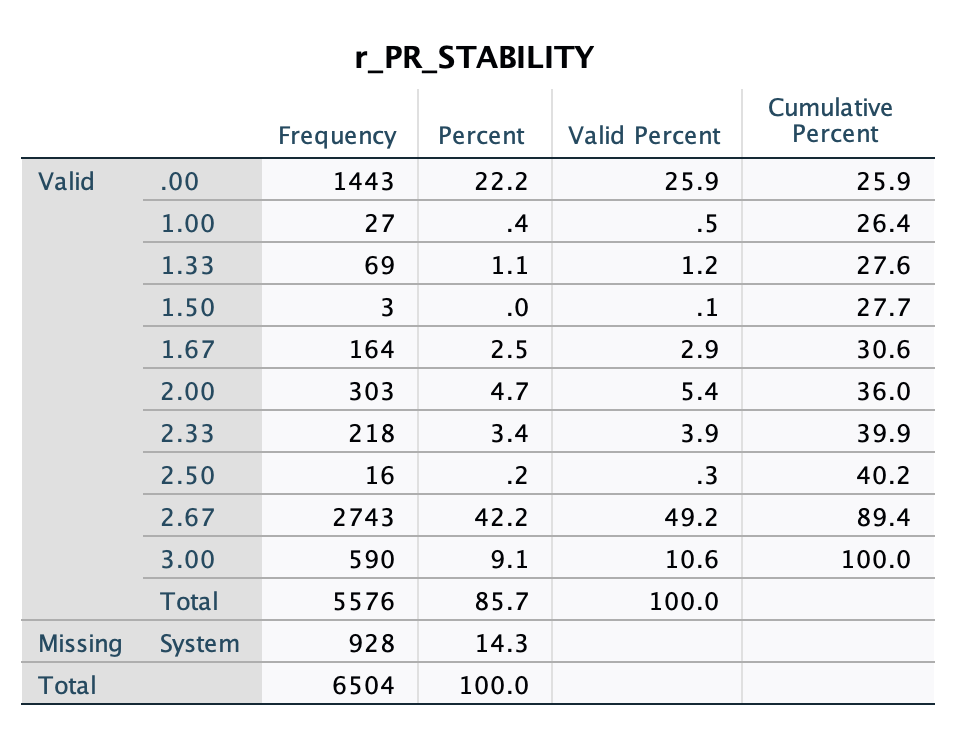 r_PR_STABILITY
Frequency Percent Valid Percent Cumulative Percent
Valid .00 1443 22.2 25.9 25.9
1.00 27 .4 .5 26.4
1.33 69 1.1 1.2 27.6
1.50 3 .0 .1 27.7
1.67 164 2.5 2.9 30.6
2.00 303 4.7 5.4 36.0
2.33 218 3.4 3.9 39.9
2.50 16 .2 .3 40.2
2.67 2743 42.2 49.2 89.4
3.00 590 9.1 10.6 100.0
Total 5576 85.7 100.0
Missing System 928 14.3
Total 6504 100.0